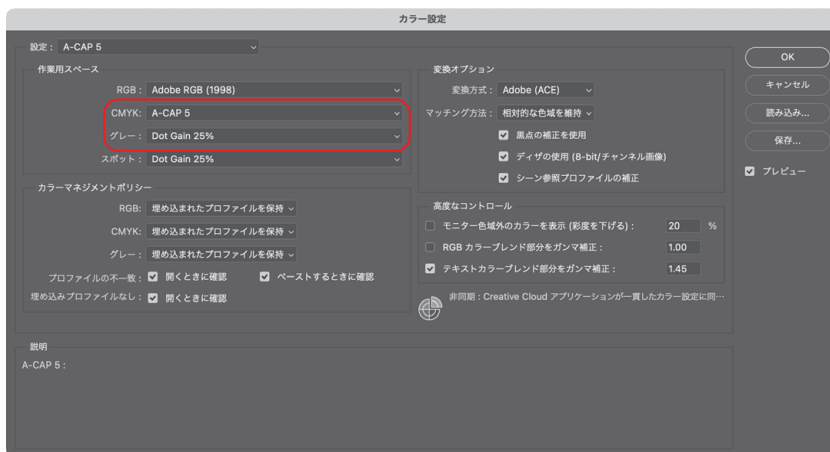 カラー設定
設定： A-CAP 5
作業用スペース
RGB： Adobe RGB (1998)
CMYK: A-CAP 5
グレー： Dot Gain 25%
スポット： Dot Gain 25%
カラーマネジメントポリシー
RGB: 埋め込まれたプロファイルを保持
CMYK: 埋め込まれたプロファイルを保持
グレー： 埋め込まれたプロファイルを保持
プロファイルの不一致： 開くときに確認 ペーストするときに確認
埋め込みプロファイルなし： 開くときに確認
変換オプション
変換方式： Adobe (ACE)
マッチング方法： 相対的な色域を維持
黒点の補正を使用
ディザの使用 (8-bit/チャンネル画像)
シーン参照プロファイルの補正
高度なコントロール
モニター色域外のカラーを表示 (彩度を下げる)： 20 %
RGB カラーブレンド部分をガンマ補正： 1.00
テキストカラーブレンド部分をガンマ補正： 1.45
非同期：Creative Cloud アプリケーションが一貫したカラー設定に同…
OK
キャンセル
読み込み...
保存...
プレビュー
説明
A-CAP 5：